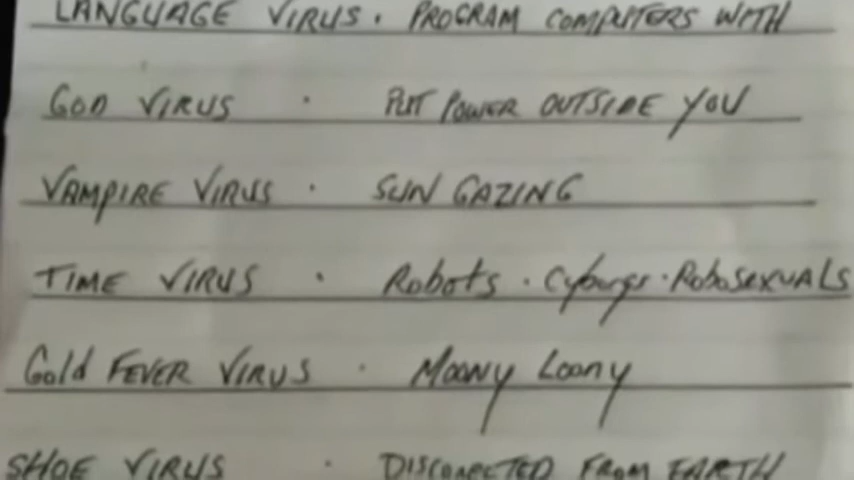 LANGUAGE VIRUS . PROGRAM COMPUTERS WITH
GOD VIRUS . PUT POWER OUTSIDE YOU
VAMPIRE VIRUS . SUN GAZING
TIME VIRUS . Robots . Cyborgs . RoboSEXUALS
Gold FEVER VIRUS . Moony Loony
SHOE VIRUS . DISCONECTED FROM EARTH